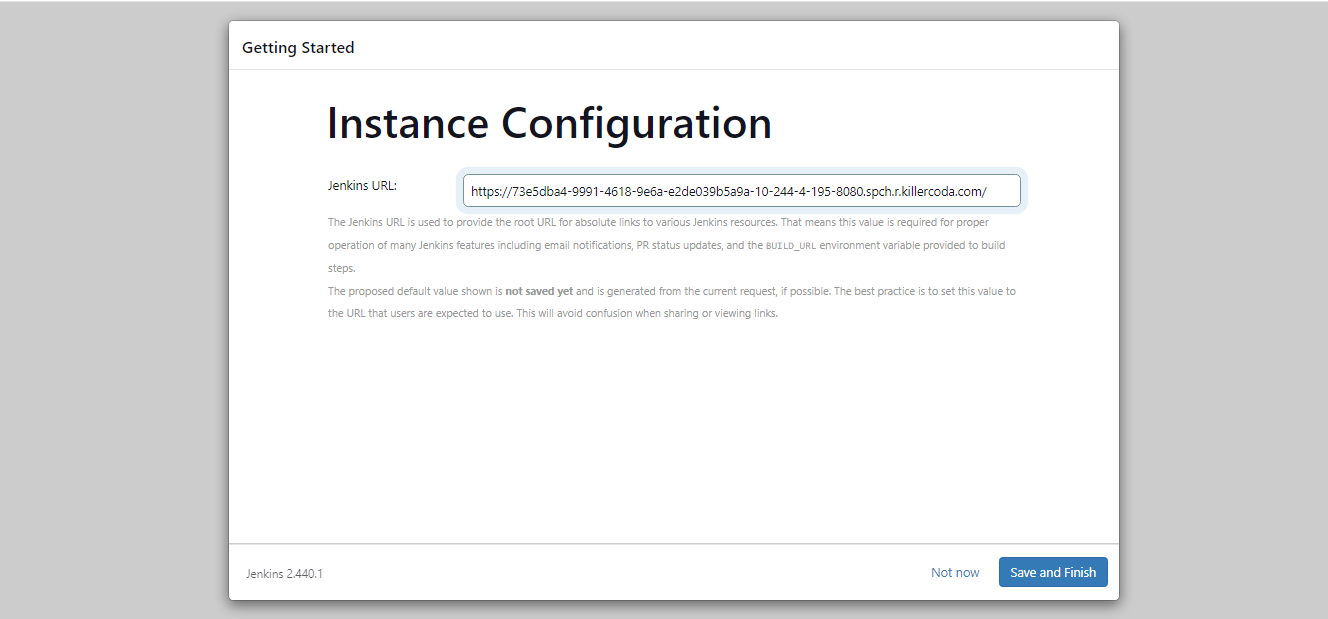 Getting Started
Instance Configuration
Jenkins URL:
https://73e5dba4-9991-4618-9e6a-e2de039b5a9a-10-244-4-195-8080.spch.r.killercoda.com/
The Jenkins URL is used to provide the root URL for absolute links to various Jenkins resources. That means this value is required for proper
operation of many Jenkins features including email notifications, PR status updates, and the BUILD_URL environment variable provided to build
steps.
The proposed default value shown is not saved yet and is generated from the current request, if possible. The best practice is to set this value to
the URL that users are expected to use. This will avoid confusion when sharing or viewing links.
Jenkins 2.440.1
Not now
Save and Finish